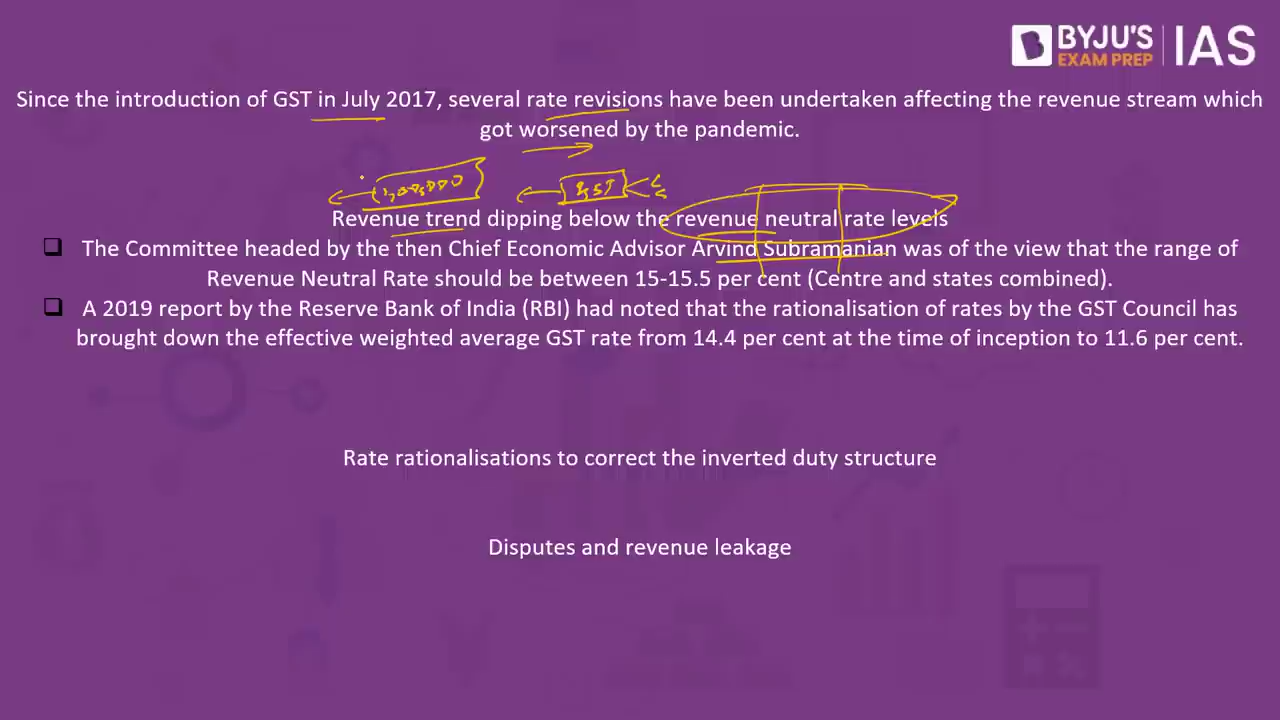 BYJU'S
EXAM PREP
IAS
Since the introduction of GST in July 2017, several rate revisions have been undertaken affecting the revenue stream which
got worsened by the pandemic.
GST
Revenue trend dipping below the revenue neutral rate levels
The Committee headed by the then Chief Economic Advisor Arvind Subramanian was of the view that the range of
Revenue Neutral Rate should be between 15-15.5 per cent (Centre and states combined).
A 2019 report by the Reserve Bank of India (RBI) had noted that the rationalisation of rates by the GST Council has
brought down the effective weighted average GST rate from 14.4 per cent at the time of inception to 11.6 per cent.
Rate rationalisations to correct the inverted duty structure
Disputes and revenue leakage